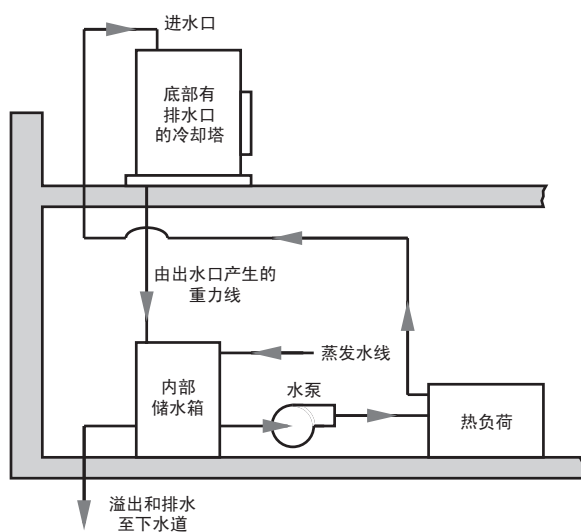 进水口
底部有
排水口
的冷却塔
由出水口产生的
重力线
蒸发水线
内部
储水箱
水泵
热负荷
溢出和排水
至下水道